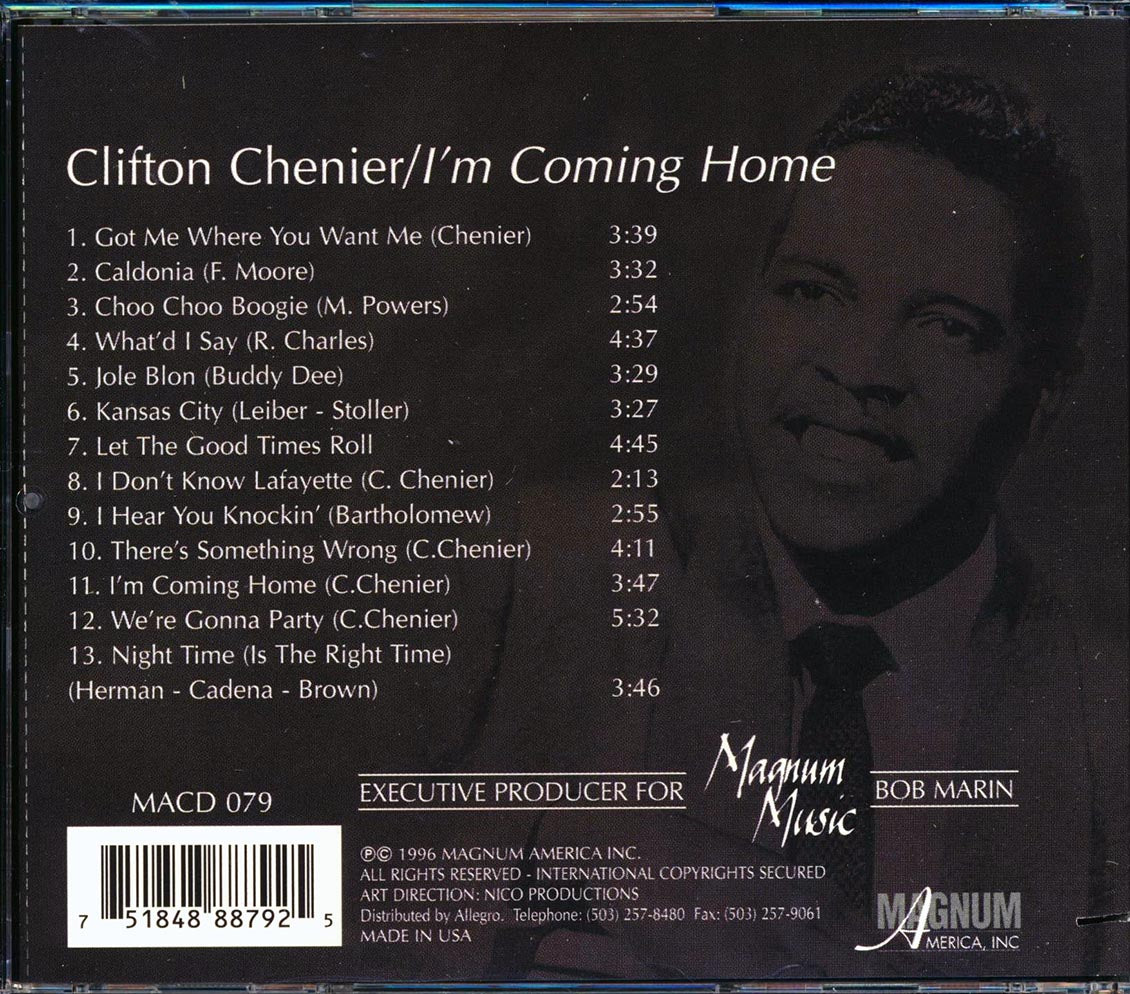 Clifton Chenier/I'm Coming Home
1. Got Me Where You Want Me (Chenier) 3:39
2. Caldonia (F. Moore) 3:32
3. Choo Choo Boogie (M. Powers) 2:54
4. What'd I Say (R. Charles) 4:37
5. Jole Blon (Buddy Dee) 3:29
6. Kansas City (Leiber - Stoller) 3:27
7. Let The Good Times Roll 4:45
8. I Don't Know Lafayette (C. Chenier) 2:13
9. I Hear You Knockin' (Bartholomew) 2:55
10. There's Something Wrong (C.Chenier) 4:11
11. I'm Coming Home (C.Chenier) 3:47
12. We're Gonna Party (C.Chenier) 5:32
13. Night Time (Is The Right Time)
(Herman - Cadena - Brown) 3:46
MACD 079
7 51848 88792 5
EXECUTIVE PRODUCER FOR Magnum Music BOB MARIN
℗© 1996 MAGNUM AMERICA INC.
ALL RIGHTS RESERVED - INTERNATIONAL COPYRIGHTS SECURED
ART DIRECTION: NICO PRODUCTIONS
Distributed by Allegro. Telephone: (503) 257-8480 Fax: (503) 257-9061
MADE IN USA
MAGNUM
AMERICA, INC